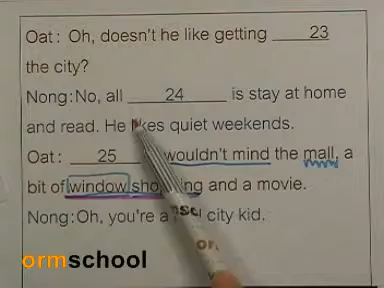 Oat: Oh, doesn't he like getting 23
the city?
Nong: No, all 24 is stay at home
and read. He likes quiet weekends.
Oat: 25 wouldn't mind the mall, a
bit of window and a movie.
Nong: Oh, you're a city kid.
ormschool